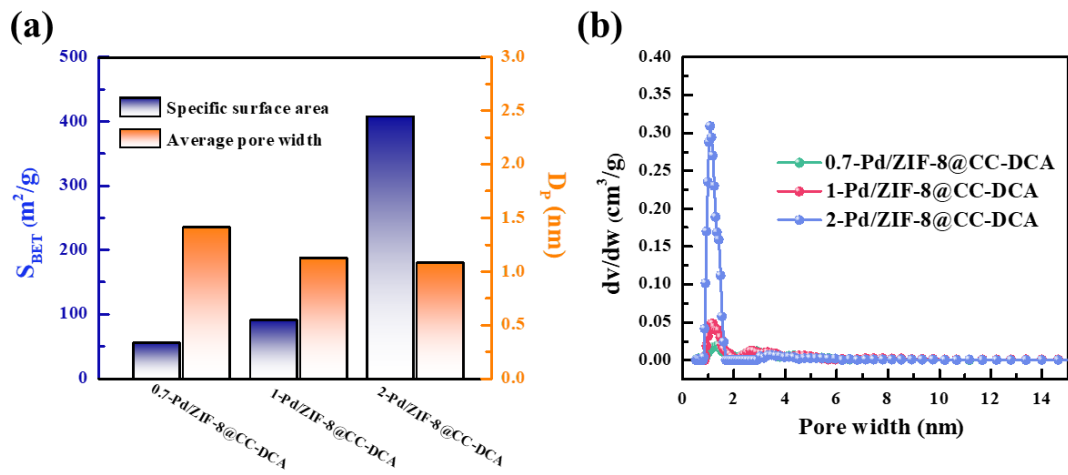 (a)
500
400
300
200
100
0
S_BET (m²/g)
Specific surface area
Average pore width
3.0
2.5
2.0
1.5
1.0
0.5
0.0
D_P (nm)
0.7-Pd/ZIF-8@CC-DCA
1-Pd/ZIF-8@CC-DCA
2-Pd/ZIF-8@CC-DCA
(b)
0.40
0.35
0.30
0.25
0.20
0.15
0.10
0.05
0.00
dv/dw (cm³/g)
0.7-Pd/ZIF-8@CC-DCA
1-Pd/ZIF-8@CC-DCA
2-Pd/ZIF-8@CC-DCA
0 2 4 6 8 10 12 14
Pore width (nm)